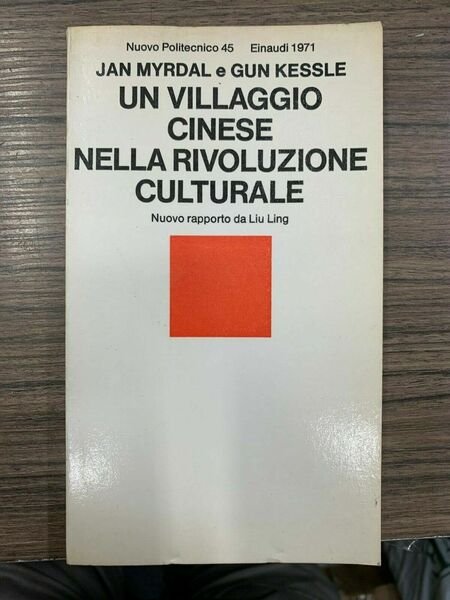 Nuovo Politecnico 45 Einaudi 1971
JAN MYRDAL e GUN KESSLE
UN VILLAGGIO
CINESE
NELLA RIVOLUZIONE
CULTURALE
Nuovo rapporto da Liu Ling